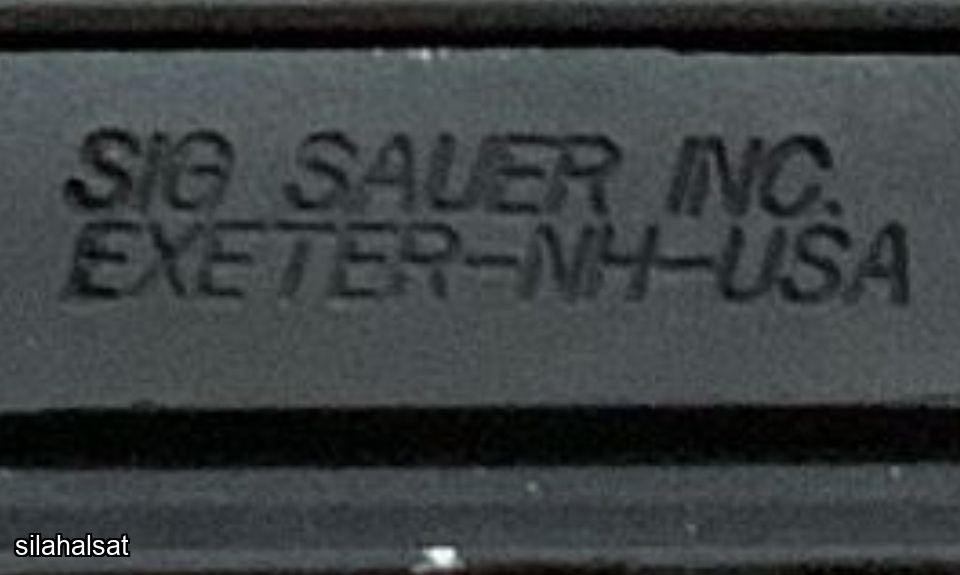 SIG SAUER INC.
EXETER-NH-USA
silahalsat